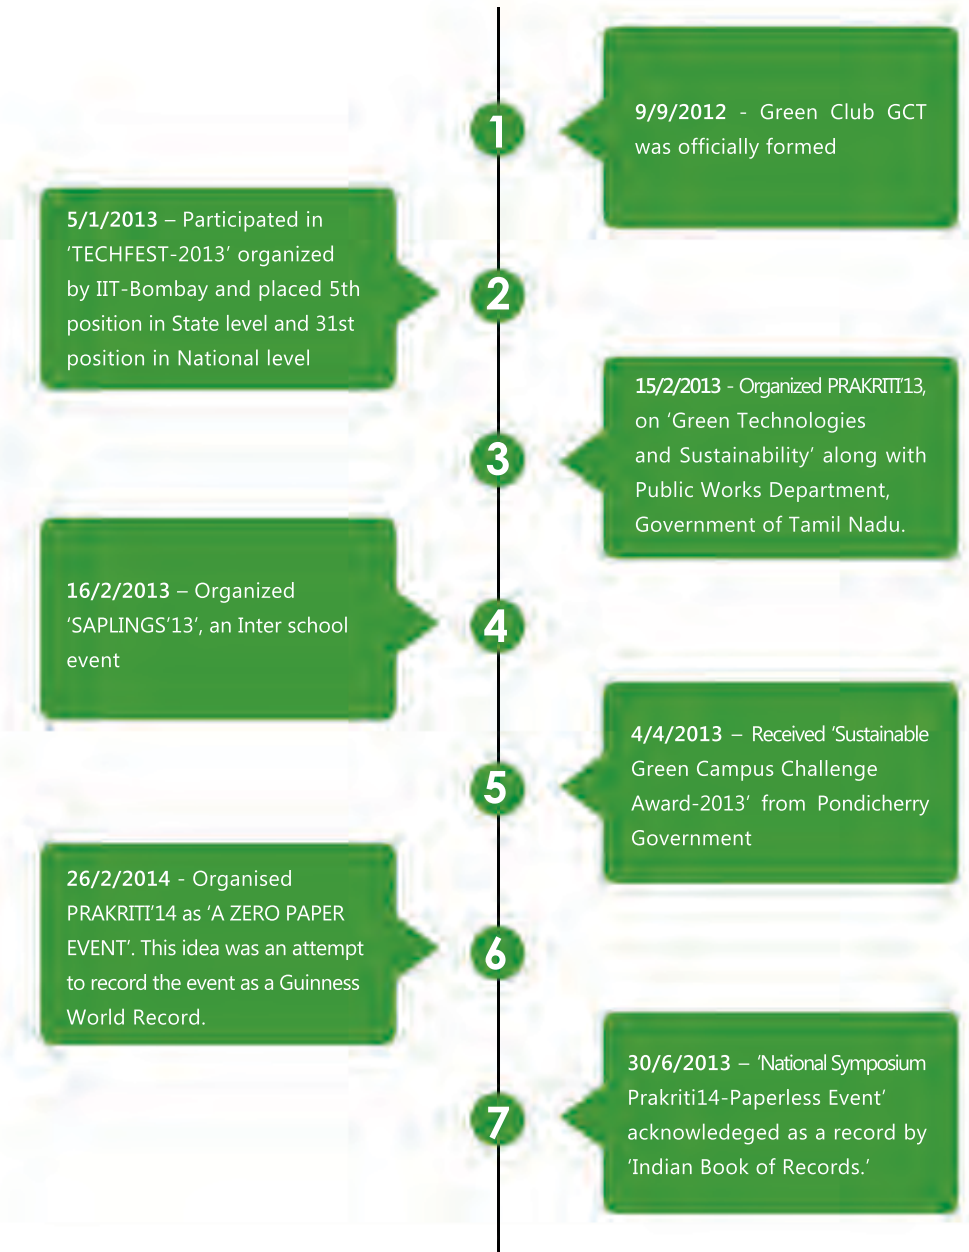 1
9/9/2012 - Green Club GCT
was officially formed
5/1/2013 – Participated in
‘TECHFEST-2013’ organized
by IIT-Bombay and placed 5th
position in State level and 31st
position in National level
2
15/2/2013 - Organized PRAKRITI’13,
on ‘Green Technologies
and Sustainability’ along with
Public Works Department,
Government of Tamil Nadu.
3
16/2/2013 – Organized
‘SAPLINGS’13’, an Inter school
event
4
4/4/2013 – Received ‘Sustainable
Green Campus Challenge
Award-2013’ from Pondicherry
Government
5
26/2/2014 - Organised
PRAKRITI’14 as ‘A ZERO PAPER
EVENT’. This idea was an attempt
to record the event as a Guinness
World Record.
6
30/6/2013 – ‘National Symposium
Prakriti14-Paperless Event’
acknowledeged as a record by
‘Indian Book of Records.’
7